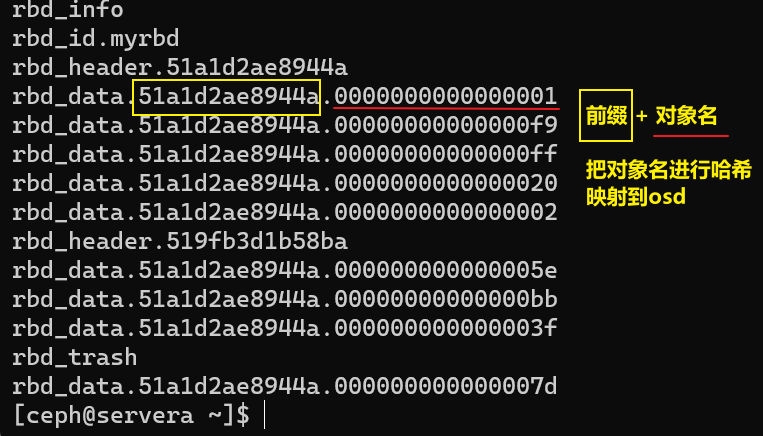 rbd_info
rbd_id.myrbd
rbd_header.51a1d2ae8944a
rbd_data.51a1d2ae8944a.0000000000000001
rbd_data.51a1d2ae8944a.00000000000000f9
rbd_data.51a1d2ae8944a.00000000000000ff
rbd_data.51a1d2ae8944a.0000000000000020
rbd_data.51a1d2ae8944a.0000000000000002
rbd_header.519fb3d1b58ba
rbd_data.51a1d2ae8944a.000000000000005e
rbd_data.51a1d2ae8944a.00000000000000bb
rbd_data.51a1d2ae8944a.000000000000003f
rbd_trash
rbd_data.51a1d2ae8944a.000000000000007d
[ceph@servera ~]$
前缀 + 对象名
把对象名进行哈希
映射到osd